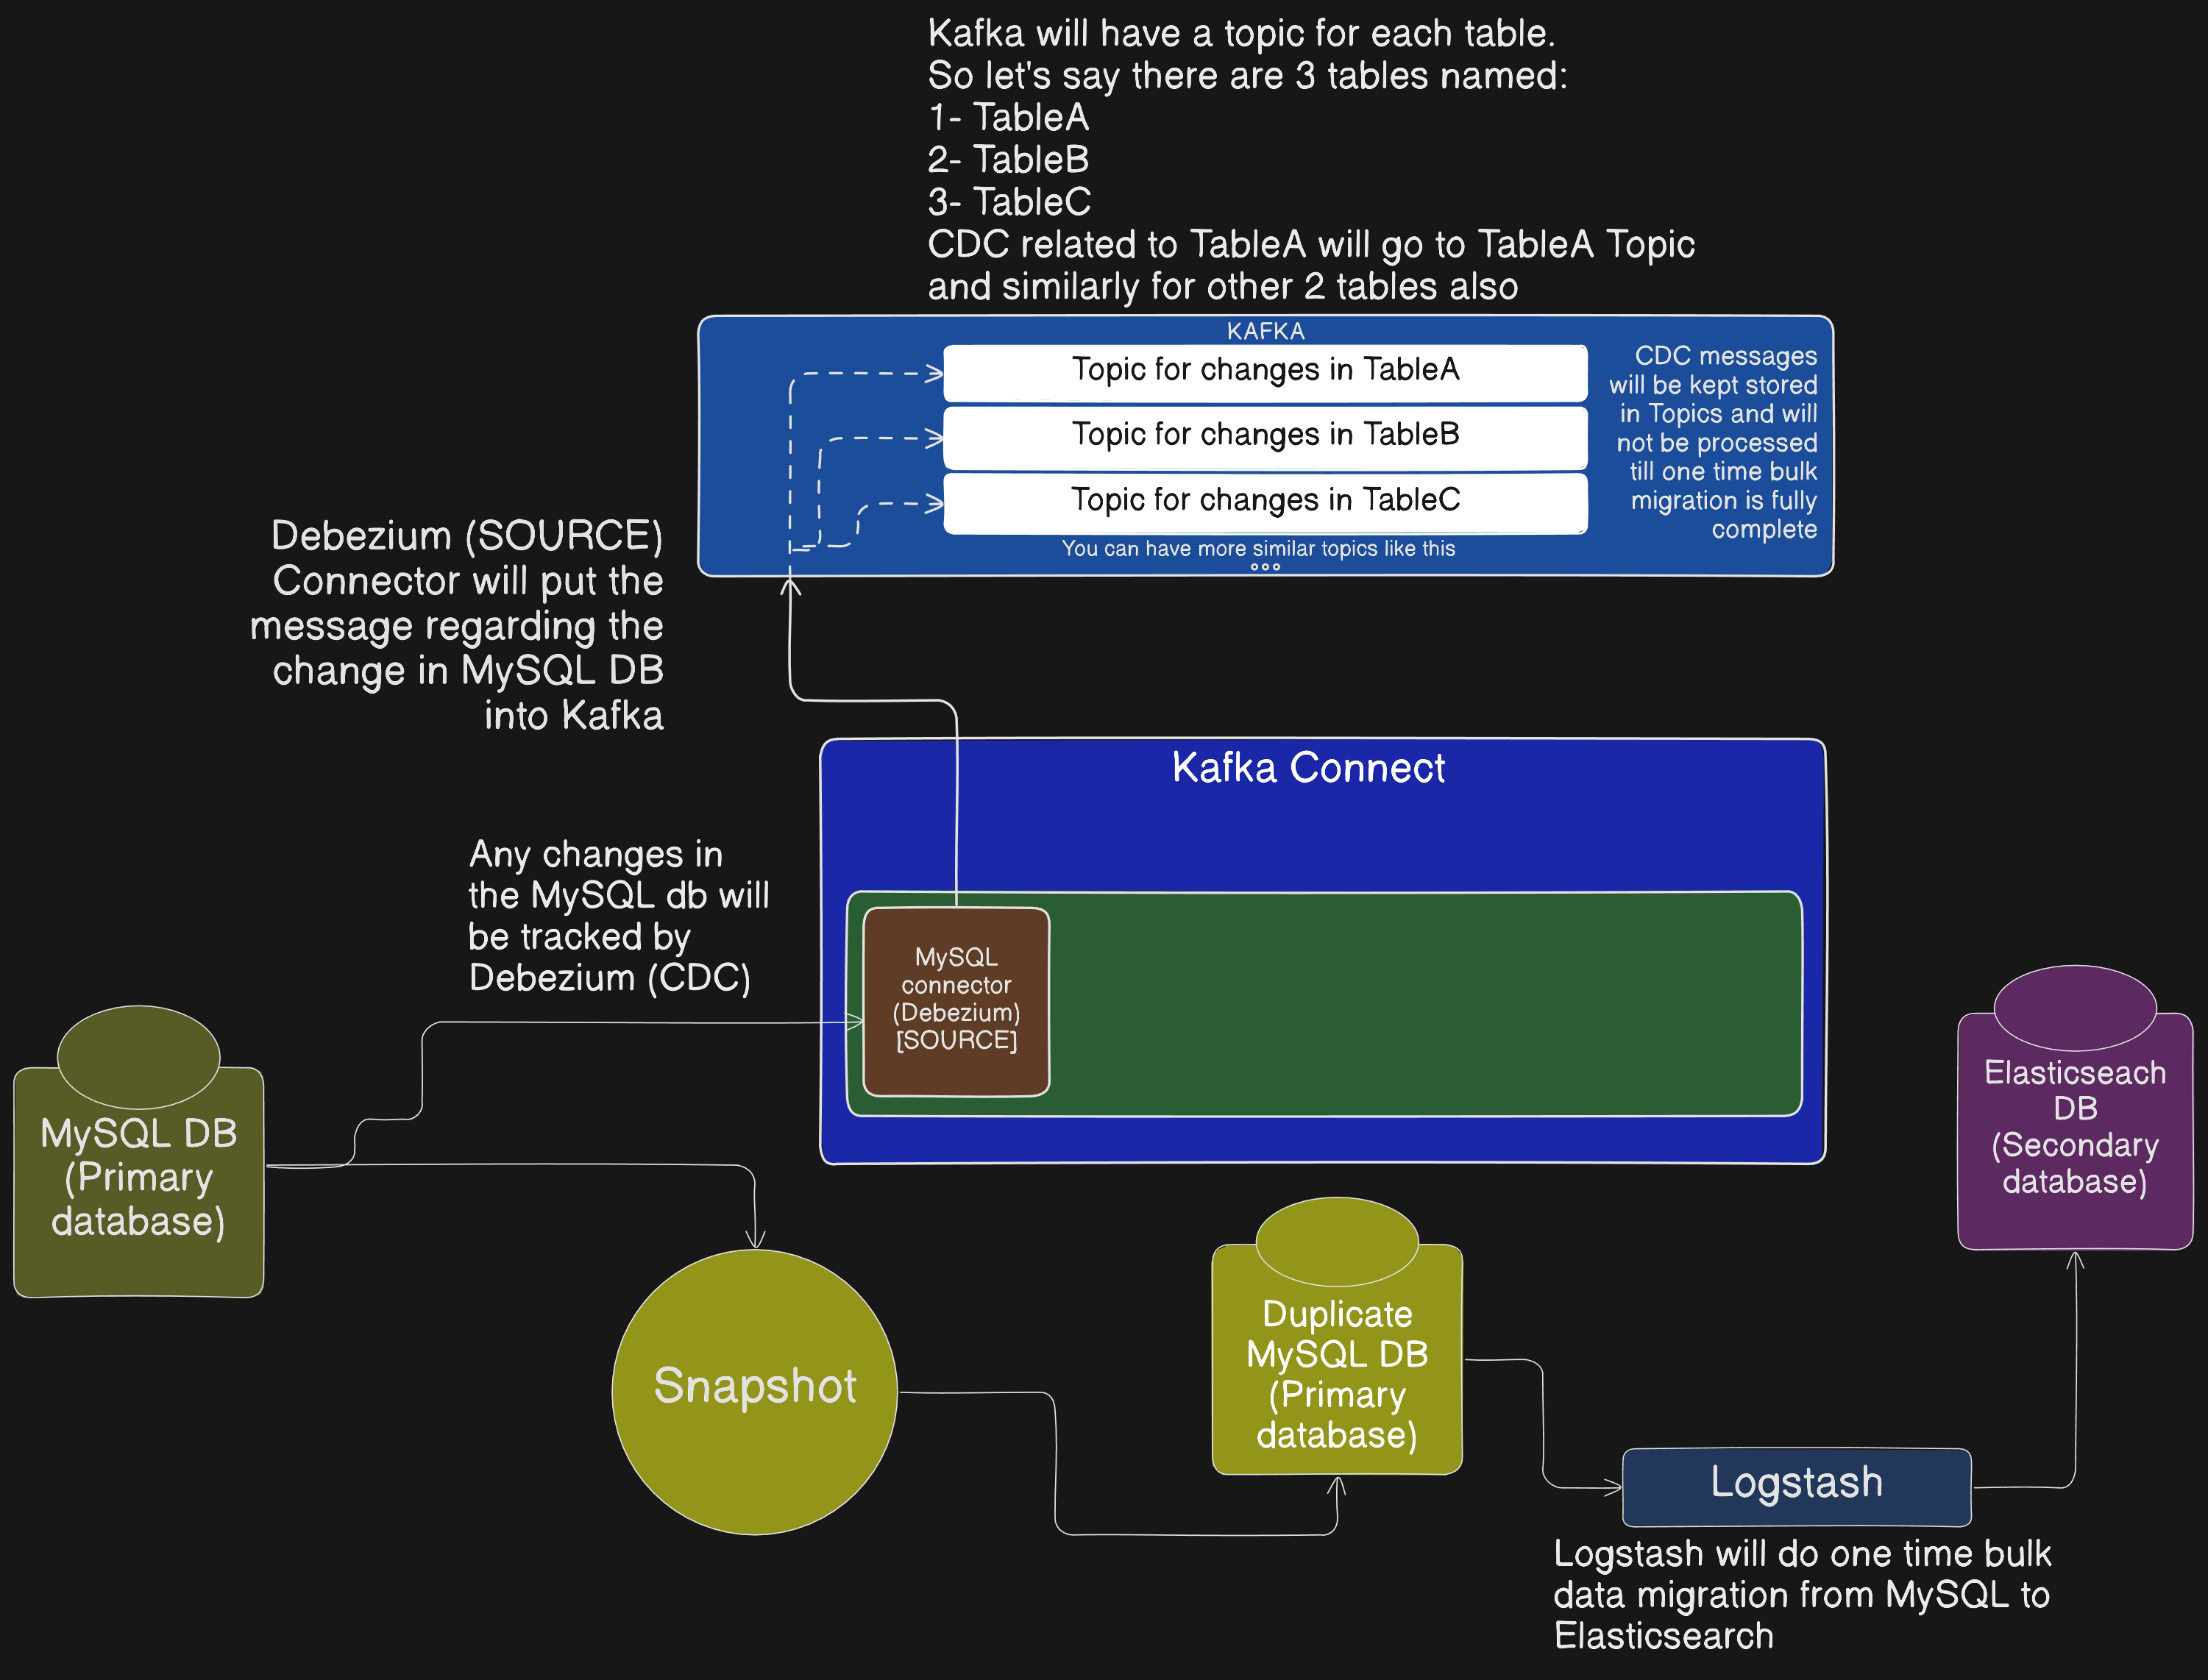 Kafka will have a topic for each table.
So let's say there are 3 tables named:
1- TableA
2- TableB
3- TableC
CDC related to TableA will go to TableA Topic
and similarly for other 2 tables also
KAFKA
Topic for changes in TableA
Topic for changes in TableB
Topic for changes in TableC
You can have more similar topics like this
CDC messages
will be kept stored
in Topics and will
not be processed
till one time bulk
migration is fully
complete
Debezium (SOURCE)
Connector will put the
message regarding the
change in MySQL DB
into Kafka
Kafka Connect
Any changes in
the MySQL db will
be tracked by
Debezium (CDC)
MySQL
connector
(Debezium)
[SOURCE]
MySQL DB
(Primary
database)
Elasticseach
DB
(Secondary
database)
Snapshot
Duplicate
MySQL DB
(Primary
database)
Logstash
Logstash will do one time bulk
data migration from MySQL to
Elasticsearch